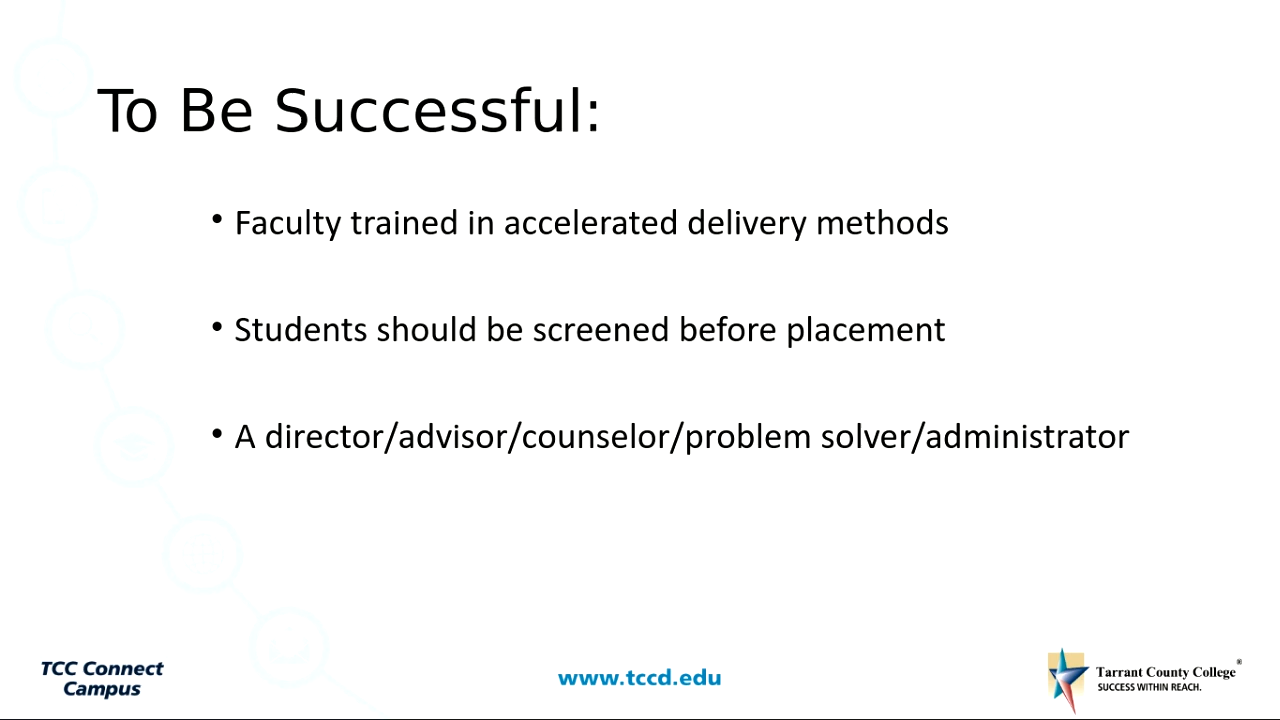 To Be Successful:
• Faculty trained in accelerated delivery methods
• Students should be screened before placement
• A director/advisor/counselor/problem solver/administrator
TCC Connect
Campus
www.tccd.edu
Tarrant County College®
SUCCESS WITHIN REACH.